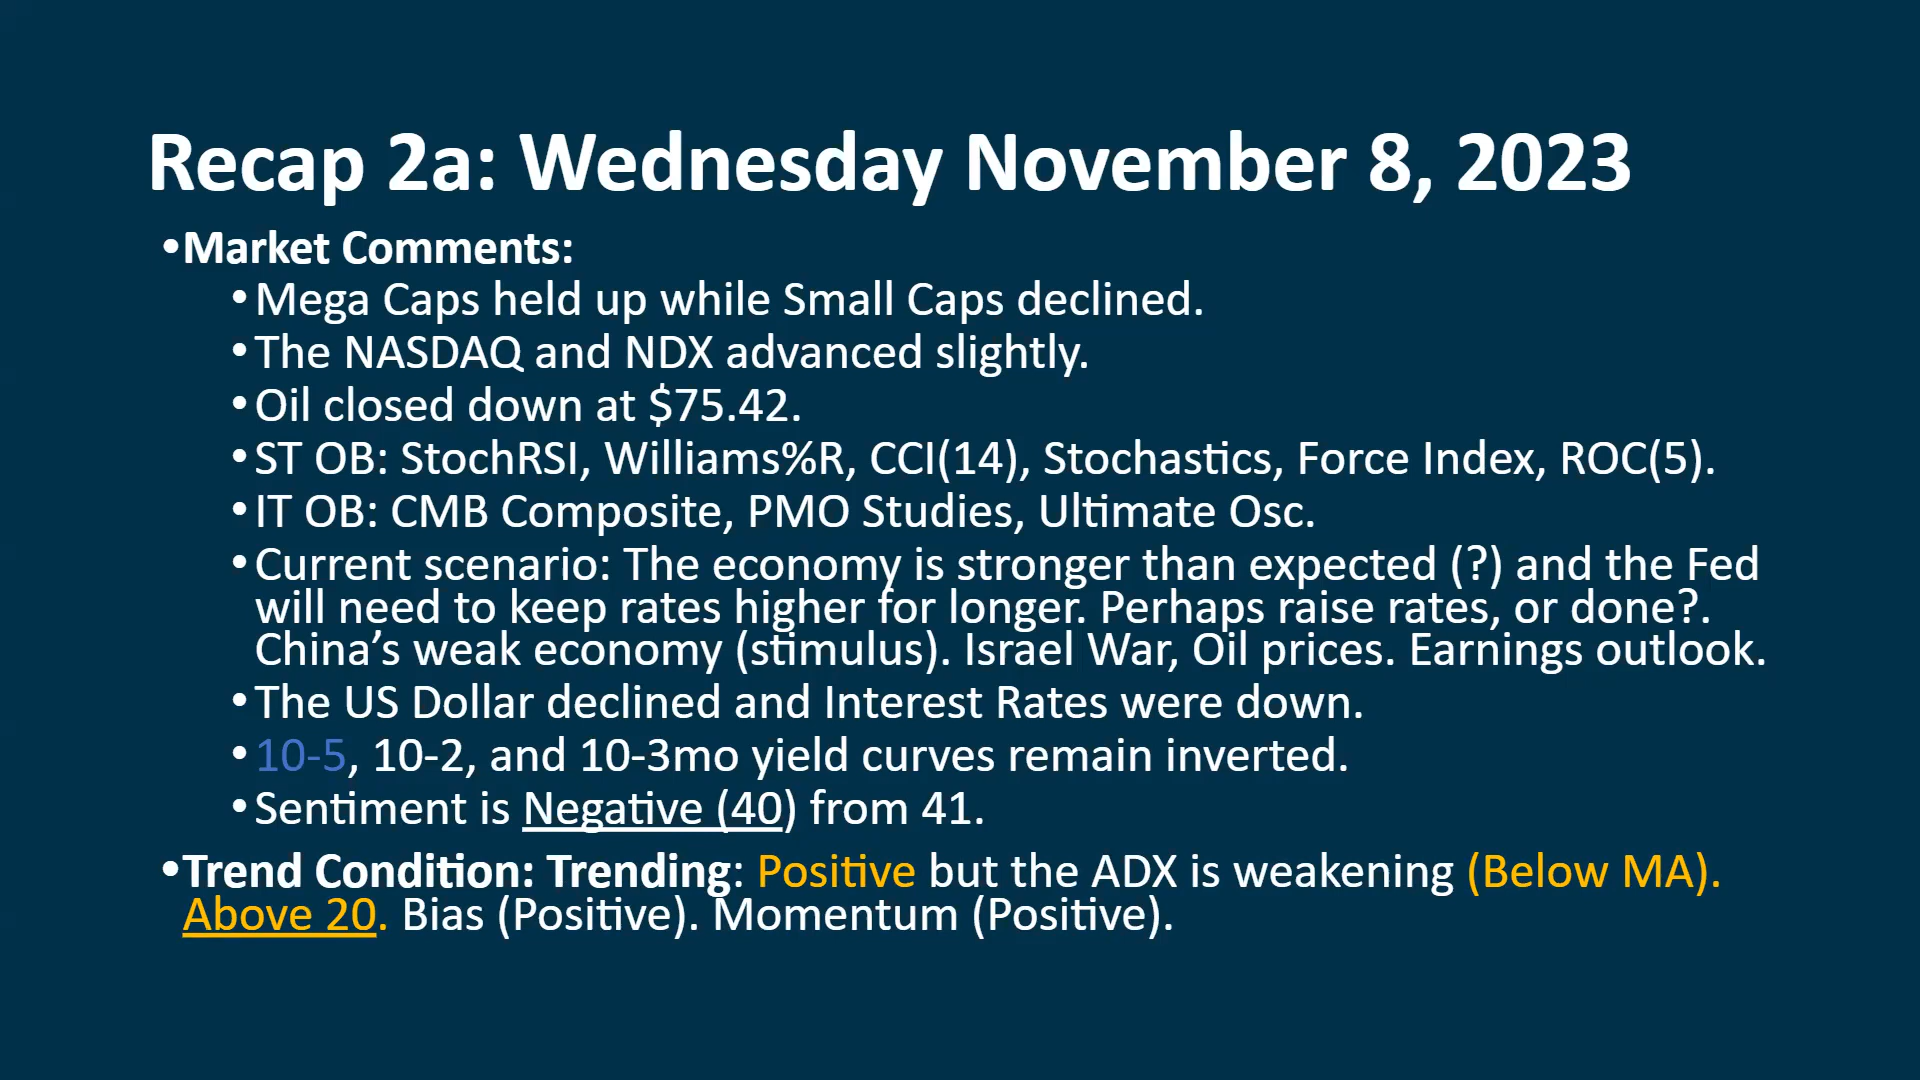 Recap 2a: Wednesday November 8, 2023
•Market Comments:
•Mega Caps held up while Small Caps declined.
•The NASDAQ and NDX advanced slightly.
•Oil closed down at $75.42.
•ST OB: StochRSI, Williams%R, CCI(14), Stochastics, Force Index, ROC(5).
•IT OB: CMB Composite, PMO Studies, Ultimate Osc.
•Current scenario: The economy is stronger than expected (?) and the Fed
will need to keep rates higher for longer. Perhaps raise rates, or done?.
China’s weak economy (stimulus). Israel War, Oil prices. Earnings outlook.
•The US Dollar declined and Interest Rates were down.
•10-5, 10-2, and 10-3mo yield curves remain inverted.
•Sentiment is Negative (40) from 41.
•Trend Condition: Trending: Positive but the ADX is weakening (Below MA).
Above 20. Bias (Positive). Momentum (Positive).